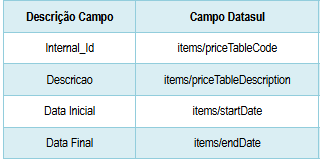 Descrição Campo Campo Datasul
Internal_Id items/priceTableCode
Descricao items/priceTableDescription
Data Inicial items/startDate
Data Final items/endDate